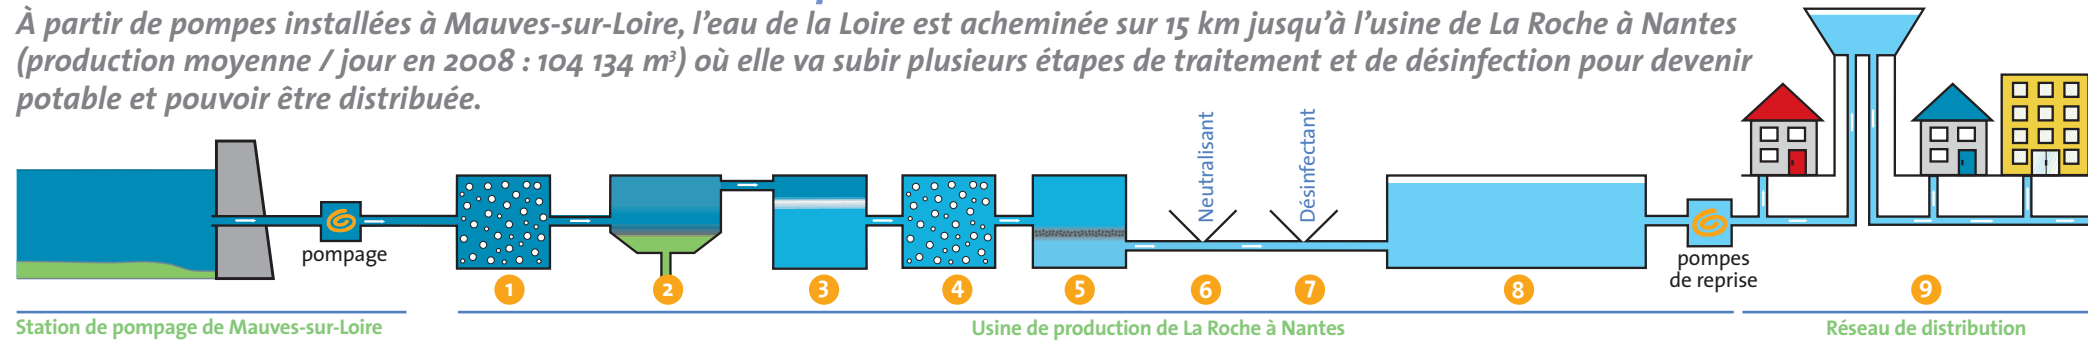 À partir de pompes installées à Mauves-sur-Loire, l’eau de la Loire est acheminée sur 15 km jusqu’à l’usine de La Roche à Nantes
(production moyenne / jour en 2008 : 104 134 m³) où elle va subir plusieurs étapes de traitement et de désinfection pour devenir
potable et pouvoir être distribuée.
Neutralisant
Désinfectant
pompage
pompes
de reprise
1
2
3
4
5
6
7
8
9
Station de pompage de Mauves-sur-Loire
Usine de production de La Roche à Nantes
Réseau de distribution